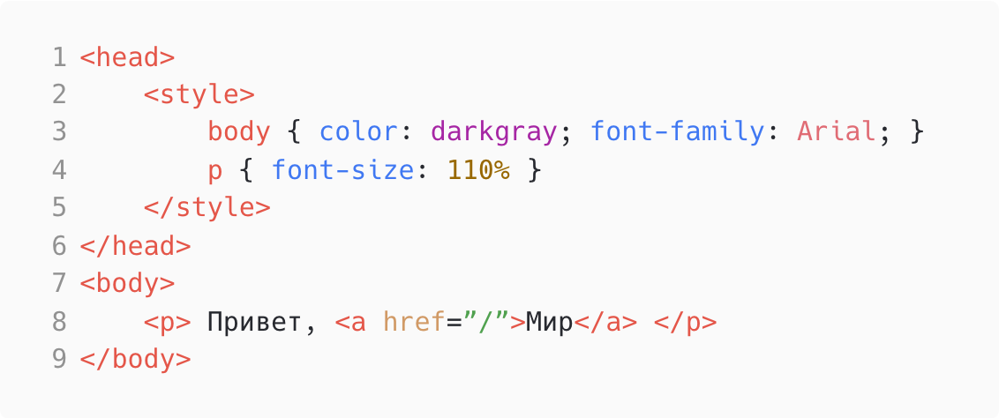 1 <head>
2     <style>
3         body { color: darkgray; font-family: Arial; }
4         p { font-size: 110% }
5     </style>
6 </head>
7 <body>
8     <p> Привет, <a href=”/”>Мир</a> </p>
9 </body>